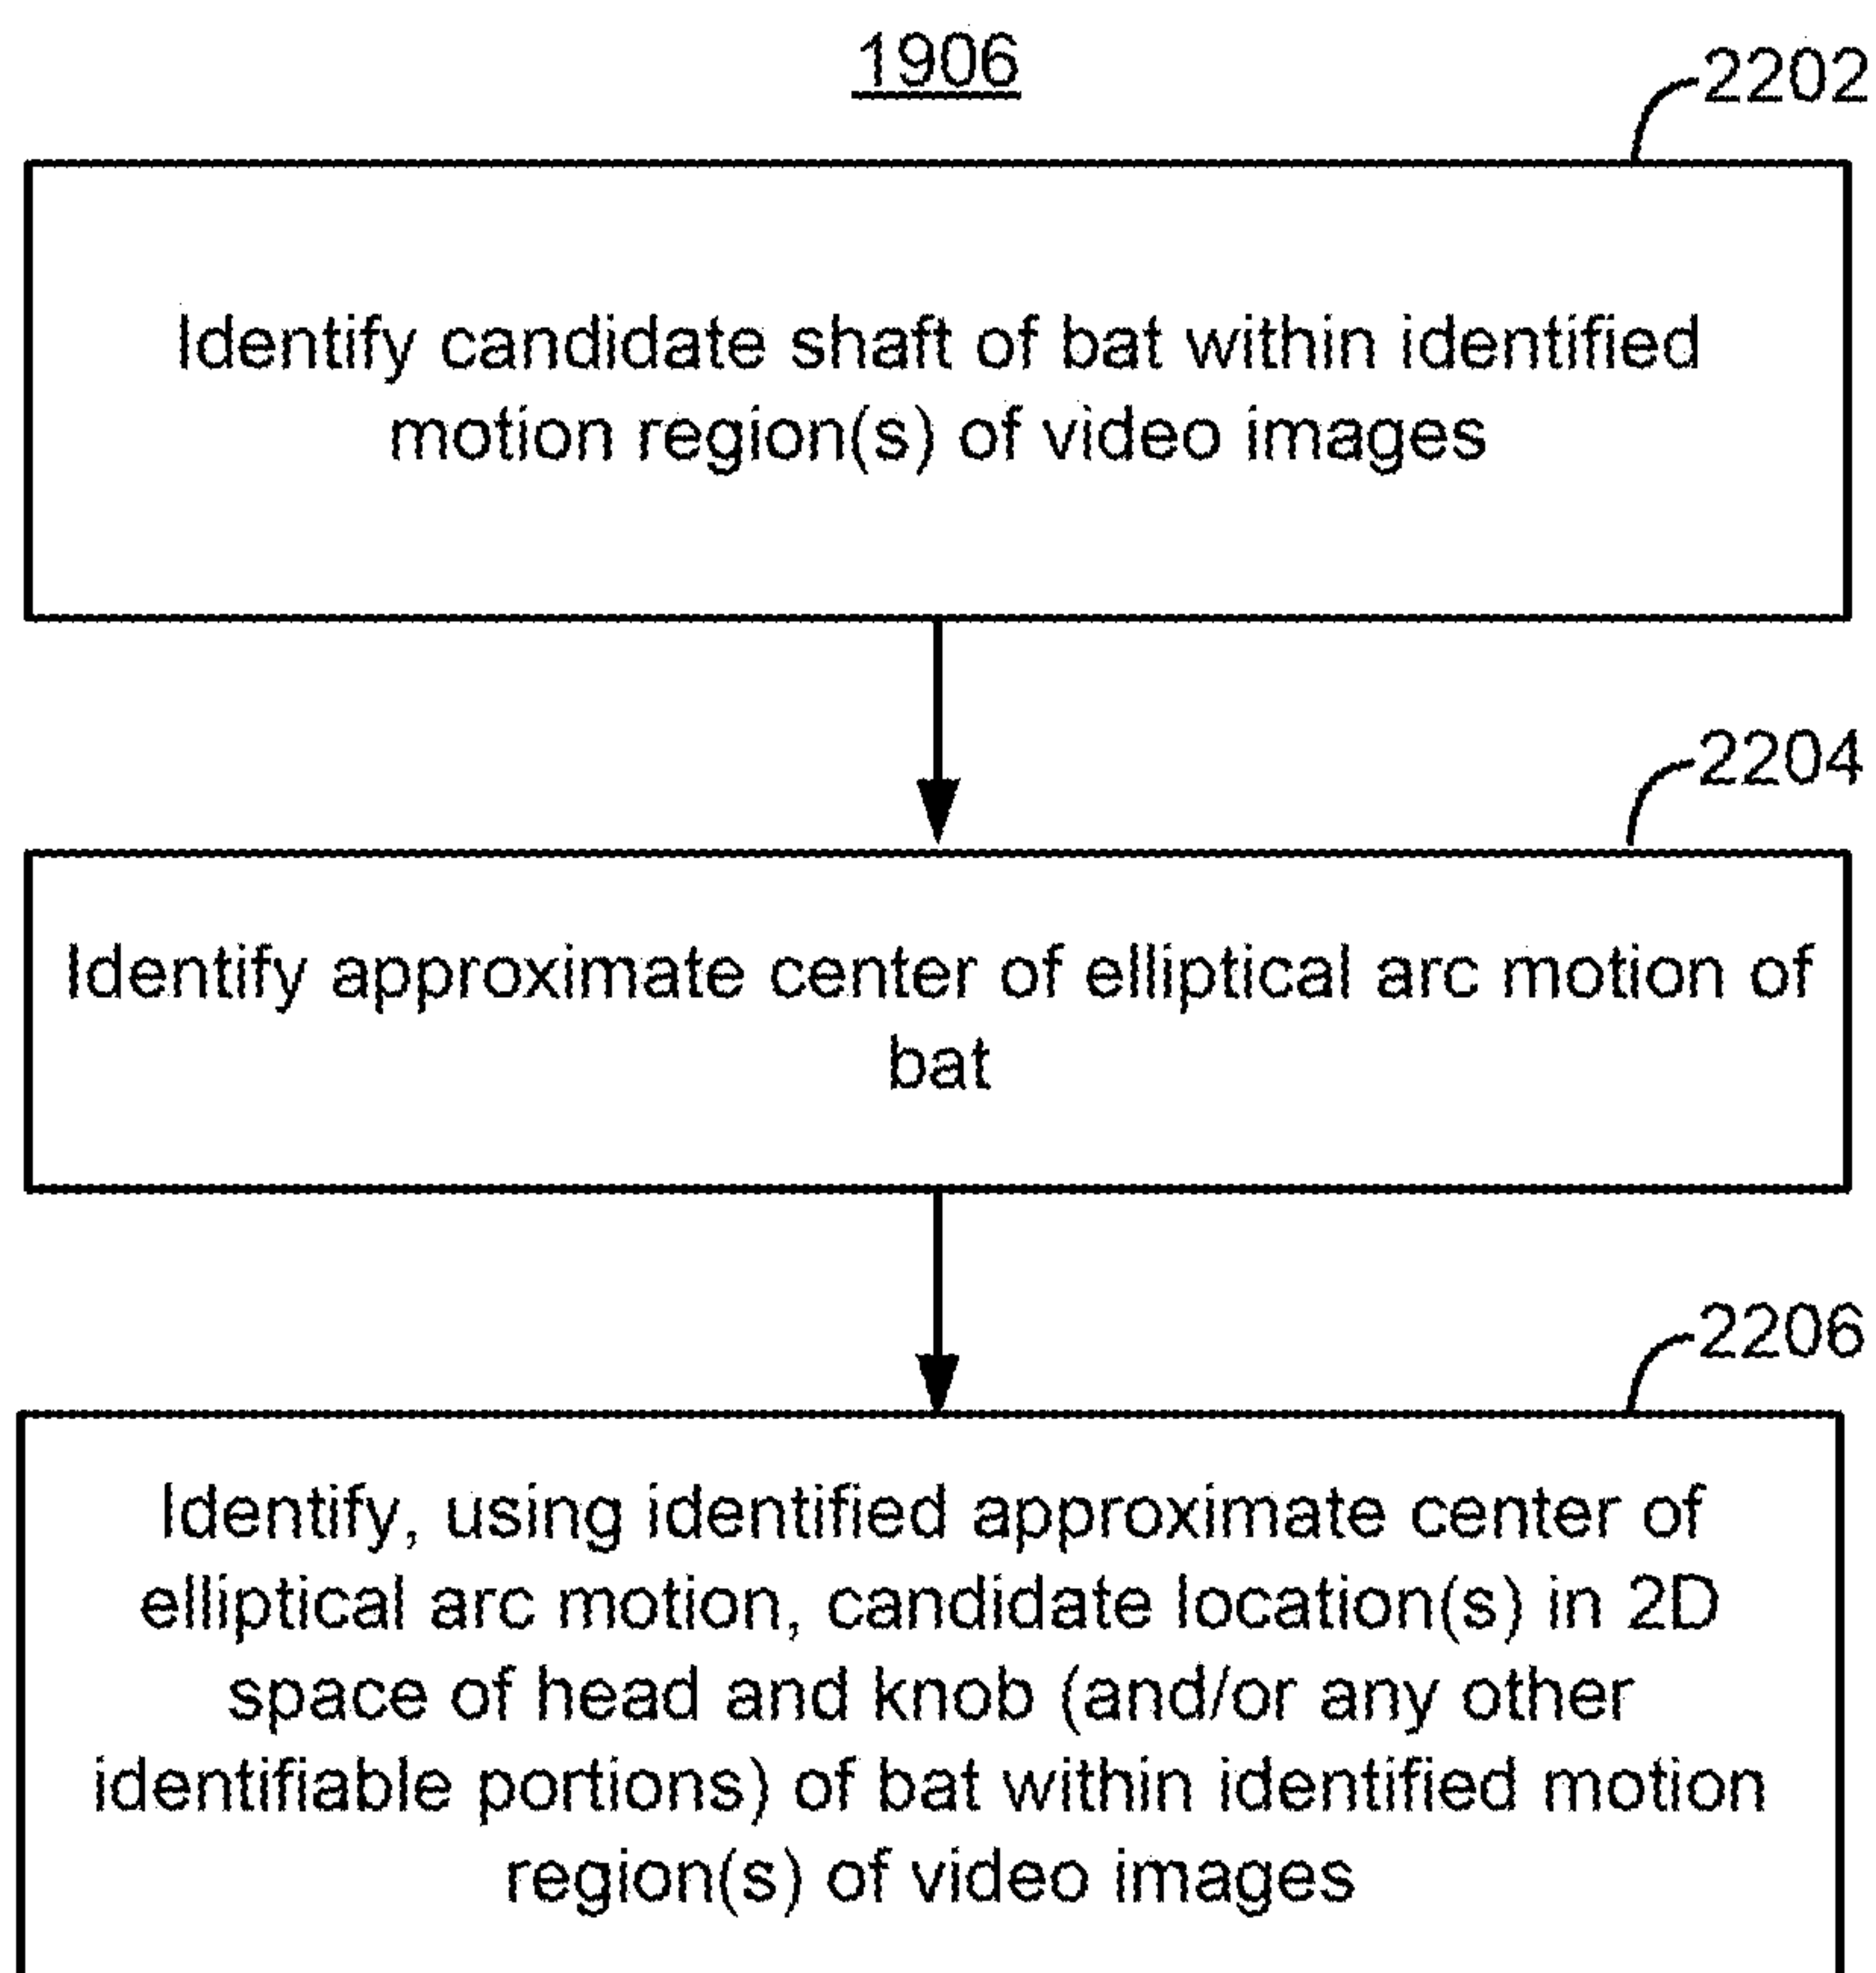 1906
2202
Identify candidate shaft of bat within identified
motion region(s) of video images
2204
Identify approximate center of elliptical arc motion of
bat
2206
Identify, using identified approximate center of
elliptical arc motion, candidate location(s) in 2D
space of head and knob (and/or any other
identifiable portions) of bat within identified motion
region(s) of video images